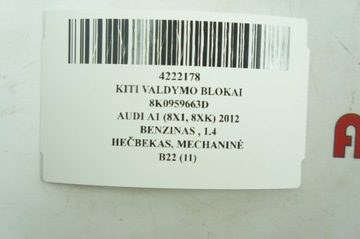 4222178
KITI VALDYMO BLOKAI
8K0959663D
AUDI A1 (8X1, 8XK) 2012
BENZINAS , 1.4
HEČBEKAS, MECHANINĖ
B22 (11)